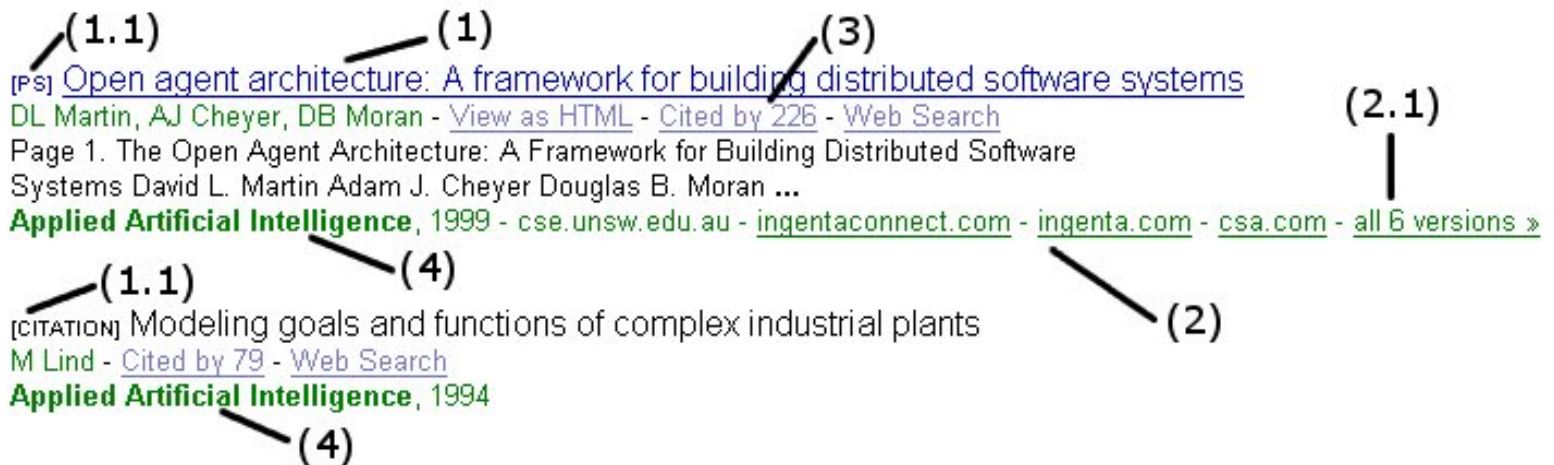 (1.1) (1) (3)
[PS] Open agent architecture: A framework for building distributed software systems
DL Martin, AJ Cheyer, DB Moran - View as HTML - Cited by 226 - Web Search
(2.1)
Page 1. The Open Agent Architecture: A Framework for Building Distributed Software
Systems David L. Martin Adam J. Cheyer Douglas B. Moran ...
Applied Artificial Intelligence, 1999 - cse.unsw.edu.au - ingentaconnect.com - ingenta.com - csa.com - all 6 versions »
(1.1) (4) (2)
[CITATION] Modeling goals and functions of complex industrial plants
M Lind - Cited by 79 - Web Search
Applied Artificial Intelligence, 1994
(4)